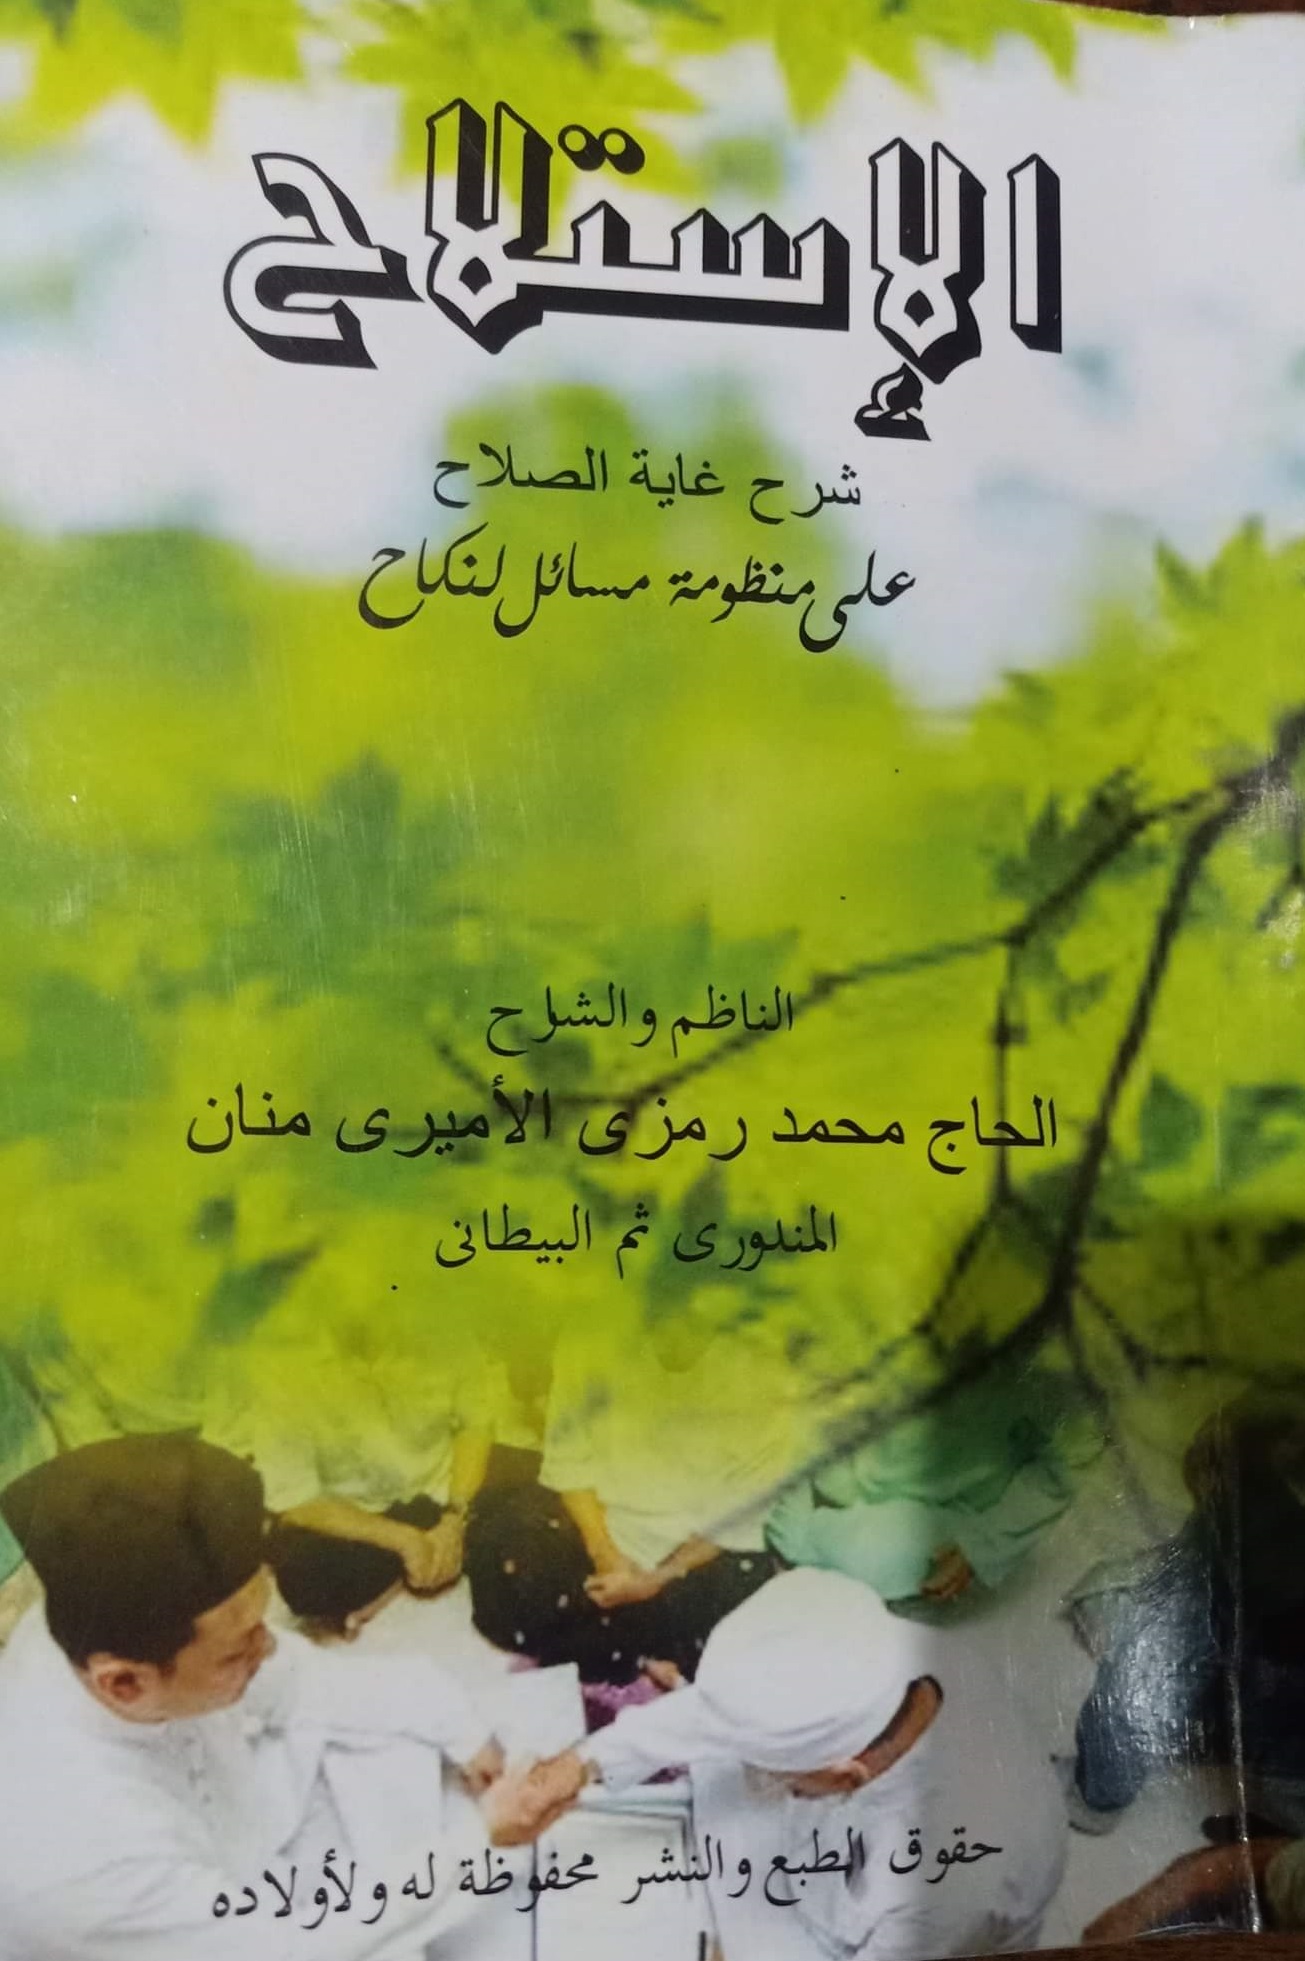 الإستلاح
شرح غاية الصلاح
على منظومة مسائل لنكاح
الناظم والشارح
الحاج محمد رمزى الأميرى منان
المندورى ثم البيطانى
حقوق الطبع والنشر محفوظة له ولأولاده